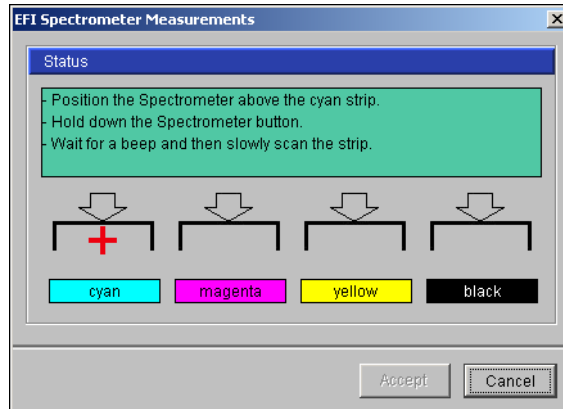 EFI Spectrometer Measurements
Status
- Position the Spectrometer above the cyan strip.
- Hold down the Spectrometer button.
- Wait for a beep and then slowly scan the strip.
cyan magenta yellow black
Accept Cancel